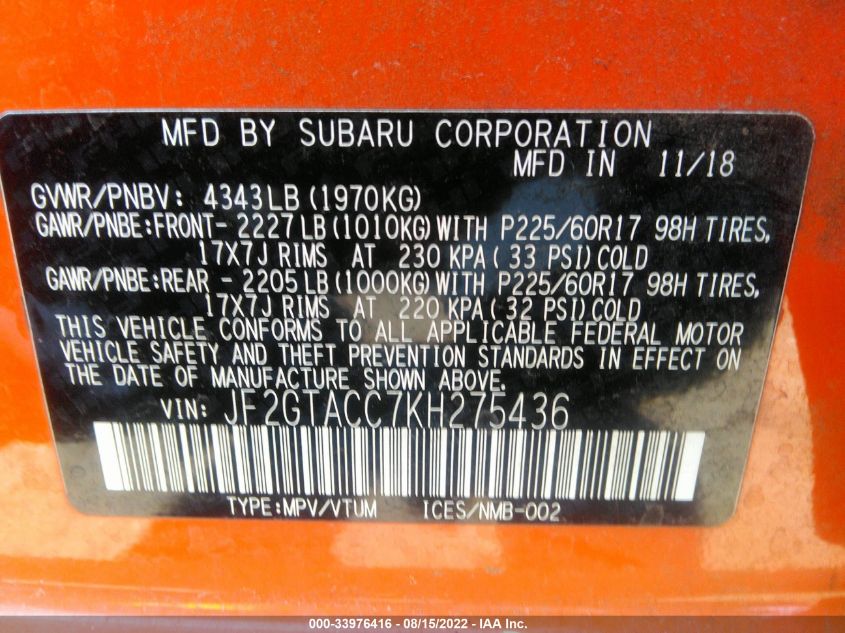 MFD BY SUBARU CORPORATION
MFD IN 11/18
GVWR/PNBV: 4343LB (1970KG)
GAWR/PNBE:FRONT- 2227LB (1010KG) WITH P225/60R17 98H TIRES,
17X7J RIMS AT 230 KPA( 33 PSI)COLD
GAWR/PNBE:REAR - 2205LB (1000KG) WITH P225/60R17 98H TIRES,
17X7J RIMS AT 220 KPA( 32 PSI)COLD
THIS VEHICLE CONFORMS TO ALL APPLICABLE FEDERAL MOTOR
VEHICLE SAFETY AND THEFT PREVENTION STANDARDS IN EFFECT ON
THE DATE OF MANUFACTURE SHOWN ABOVE.
VIN: JF2GTACC7KH275436
TYPE:MPV/VTUM ICES/NMB-002
000-33976416 - 08/15/2022 - IAA Inc.